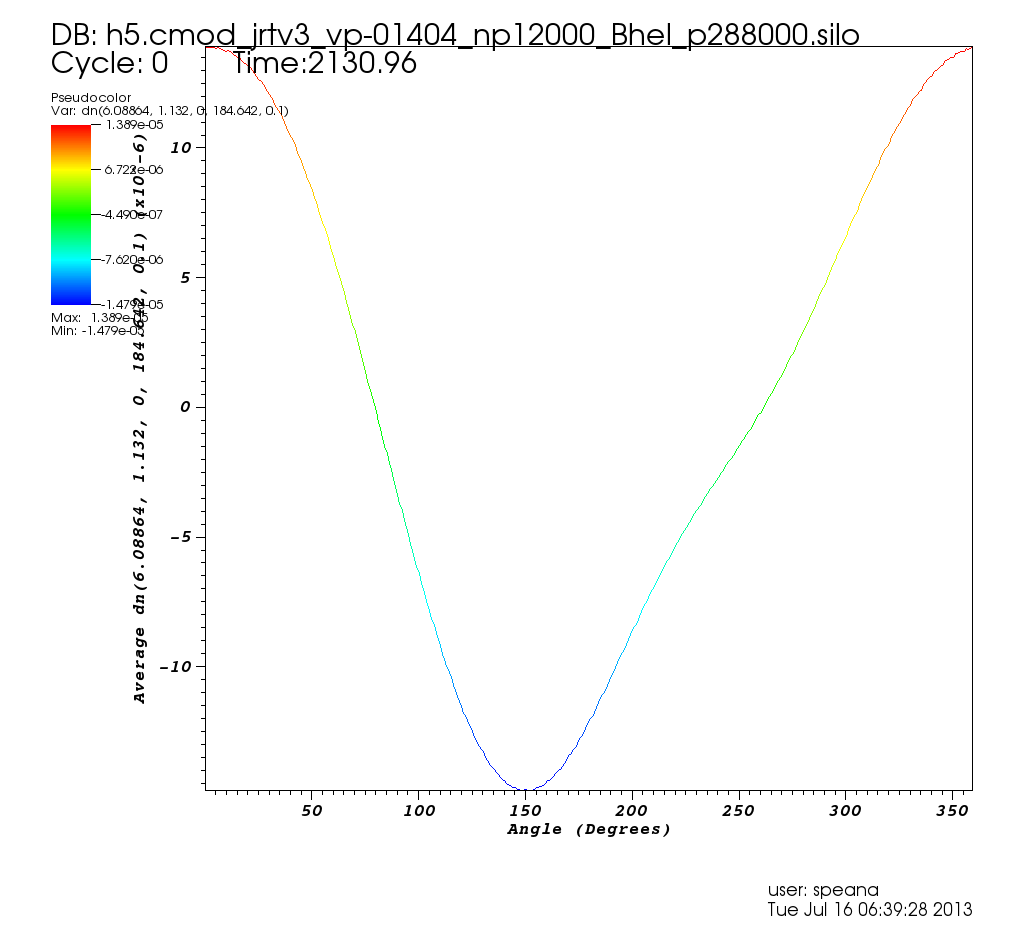 DB: h5.cmod_jrtv3_vp-01404_np12000_Bhel_p288000.silo
Cycle: 0 Time:2130.96
Pseudocolor
Var: dn(6.08864, 1.132, 0, 184.642, 0.1)
1.389e-05
6.722e-06
-4.490e-07
-7.620e-06
-1.479e-05
Max: 1.389e-05
Min: -1.479e-05
Average dn(6.08864, 1.132, 0, 184.642, 0.1) (x10^-6)
10
5
0
-5
-10
50 100 150 200 250 300 350
Angle (Degrees)
user: speana
Tue Jul 16 06:39:28 2013